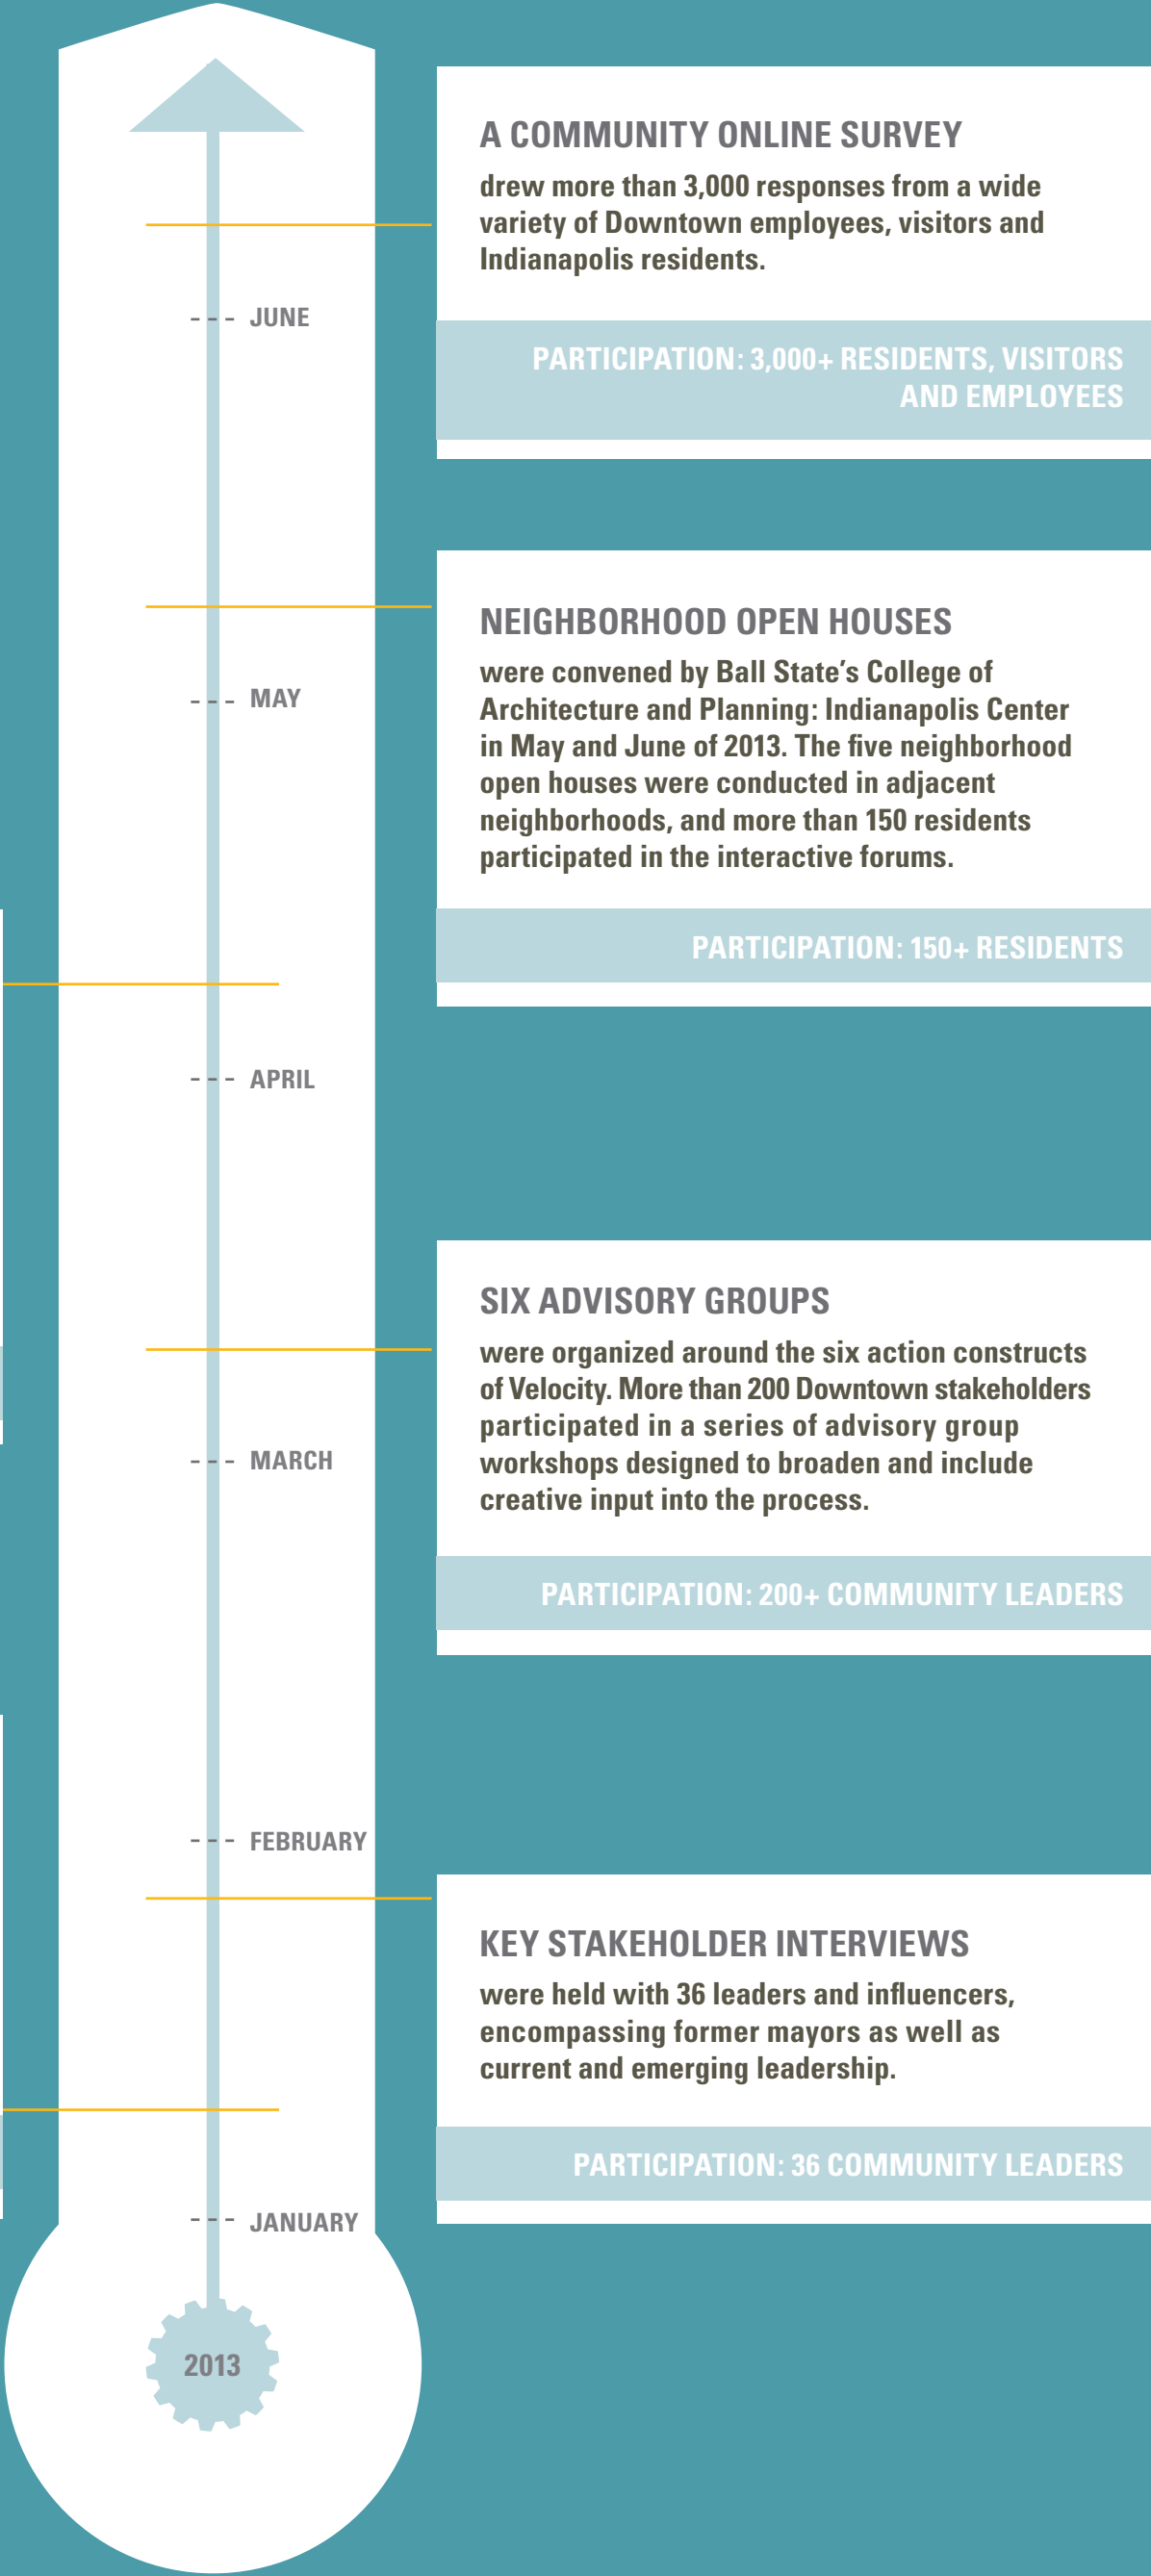 A COMMUNITY ONLINE SURVEY
drew more than 3,000 responses from a wide
variety of Downtown employees, visitors and
Indianapolis residents.
JUNE
PARTICIPATION: 3,000+ RESIDENTS, VISITORS
AND EMPLOYEES
NEIGHBORHOOD OPEN HOUSES
were convened by Ball State’s College of
Architecture and Planning: Indianapolis Center
in May and June of 2013. The five neighborhood
open houses were conducted in adjacent
neighborhoods, and more than 150 residents
participated in the interactive forums.
MAY
PARTICIPATION: 150+ RESIDENTS
APRIL
SIX ADVISORY GROUPS
were organized around the six action constructs
of Velocity. More than 200 Downtown stakeholders
participated in a series of advisory group
workshops designed to broaden and include
creative input into the process.
MARCH
PARTICIPATION: 200+ COMMUNITY LEADERS
FEBRUARY
KEY STAKEHOLDER INTERVIEWS
were held with 36 leaders and influencers,
encompassing former mayors as well as
current and emerging leadership.
PARTICIPATION: 36 COMMUNITY LEADERS
JANUARY
2013